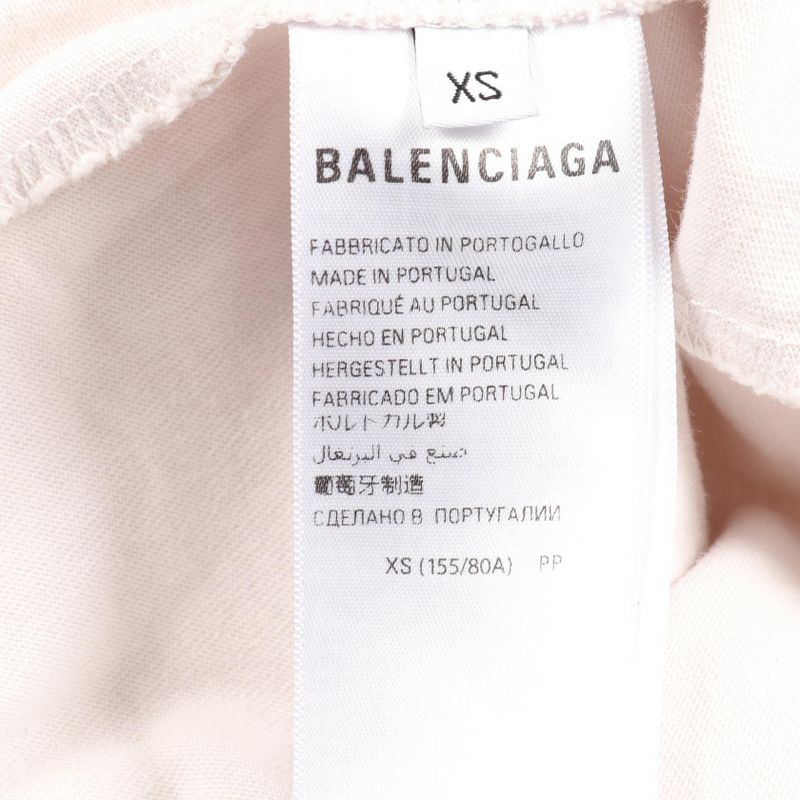 XS
BALENCIAGA
FABBRICATO IN PORTOGALLO
MADE IN PORTUGAL
FABRIQUÉ AU PORTUGAL
HECHO EN PORTUGAL
HERGESTELLT IN PORTUGAL
FABRICADO EM PORTUGAL
ポルトガル製
صنع في البرتغال
葡萄牙制造
СДЕЛАНО В ПОРТУГАЛИИ
XS (155/80A) PP